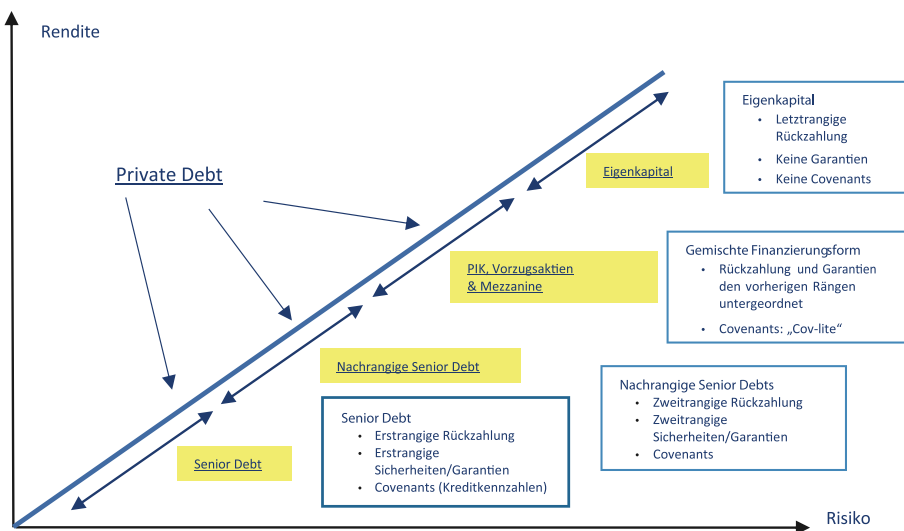 Rendite
Eigenkapital
• Letztrangige
Rückzahlung
• Keine Garantien
• Keine Covenants
Private Debt
Eigenkapital
Gemischte Finanzierungsform
• Rückzahlung und Garantien
den vorherigen Rängen
untergeordnet
• Covenants: „Cov-lite“
PIK, Vorzugsaktien
& Mezzanine
Nachrangige Senior Debt
Nachrangige Senior Debts
• Zweitrangige Rückzahlung
• Zweitrangige
Sicherheiten/Garantien
• Covenants
Senior Debt
• Erstrangige Rückzahlung
• Erstrangige
Sicherheiten/Garantien
• Covenants (Kreditkennzahlen)
Senior Debt
Risiko